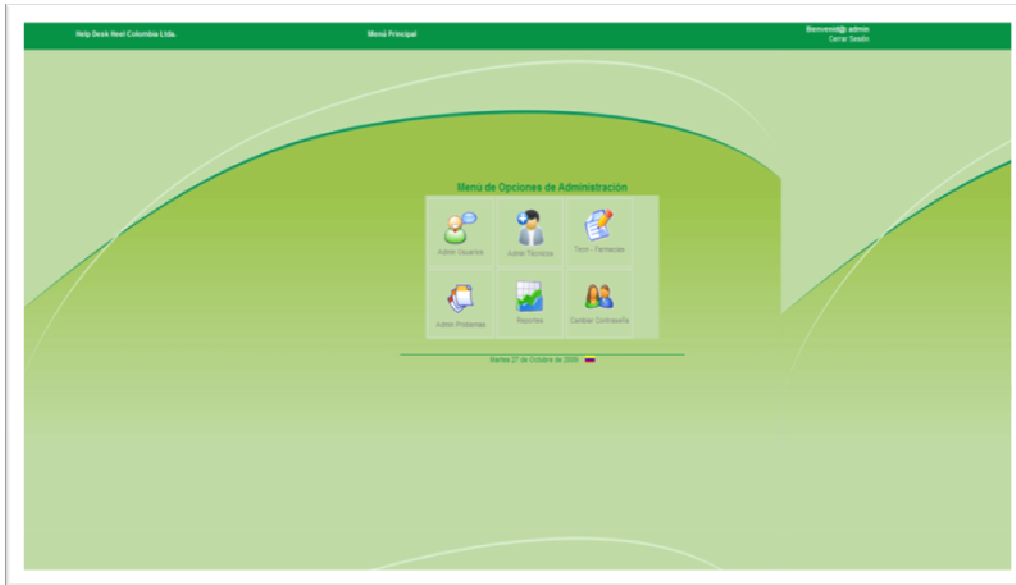 Help Desk Heel Colombia Ltda.
Menú Principal
Bienvenid@: admin
Cerrar Sesión
Menú de Opciones de Administración
Admin Usuarios
Admin Técnicos
Tecn - Farmacias
Admin Problemas
Reportes
Cambiar Contraseña
Martes 27 de Octubre de 2009